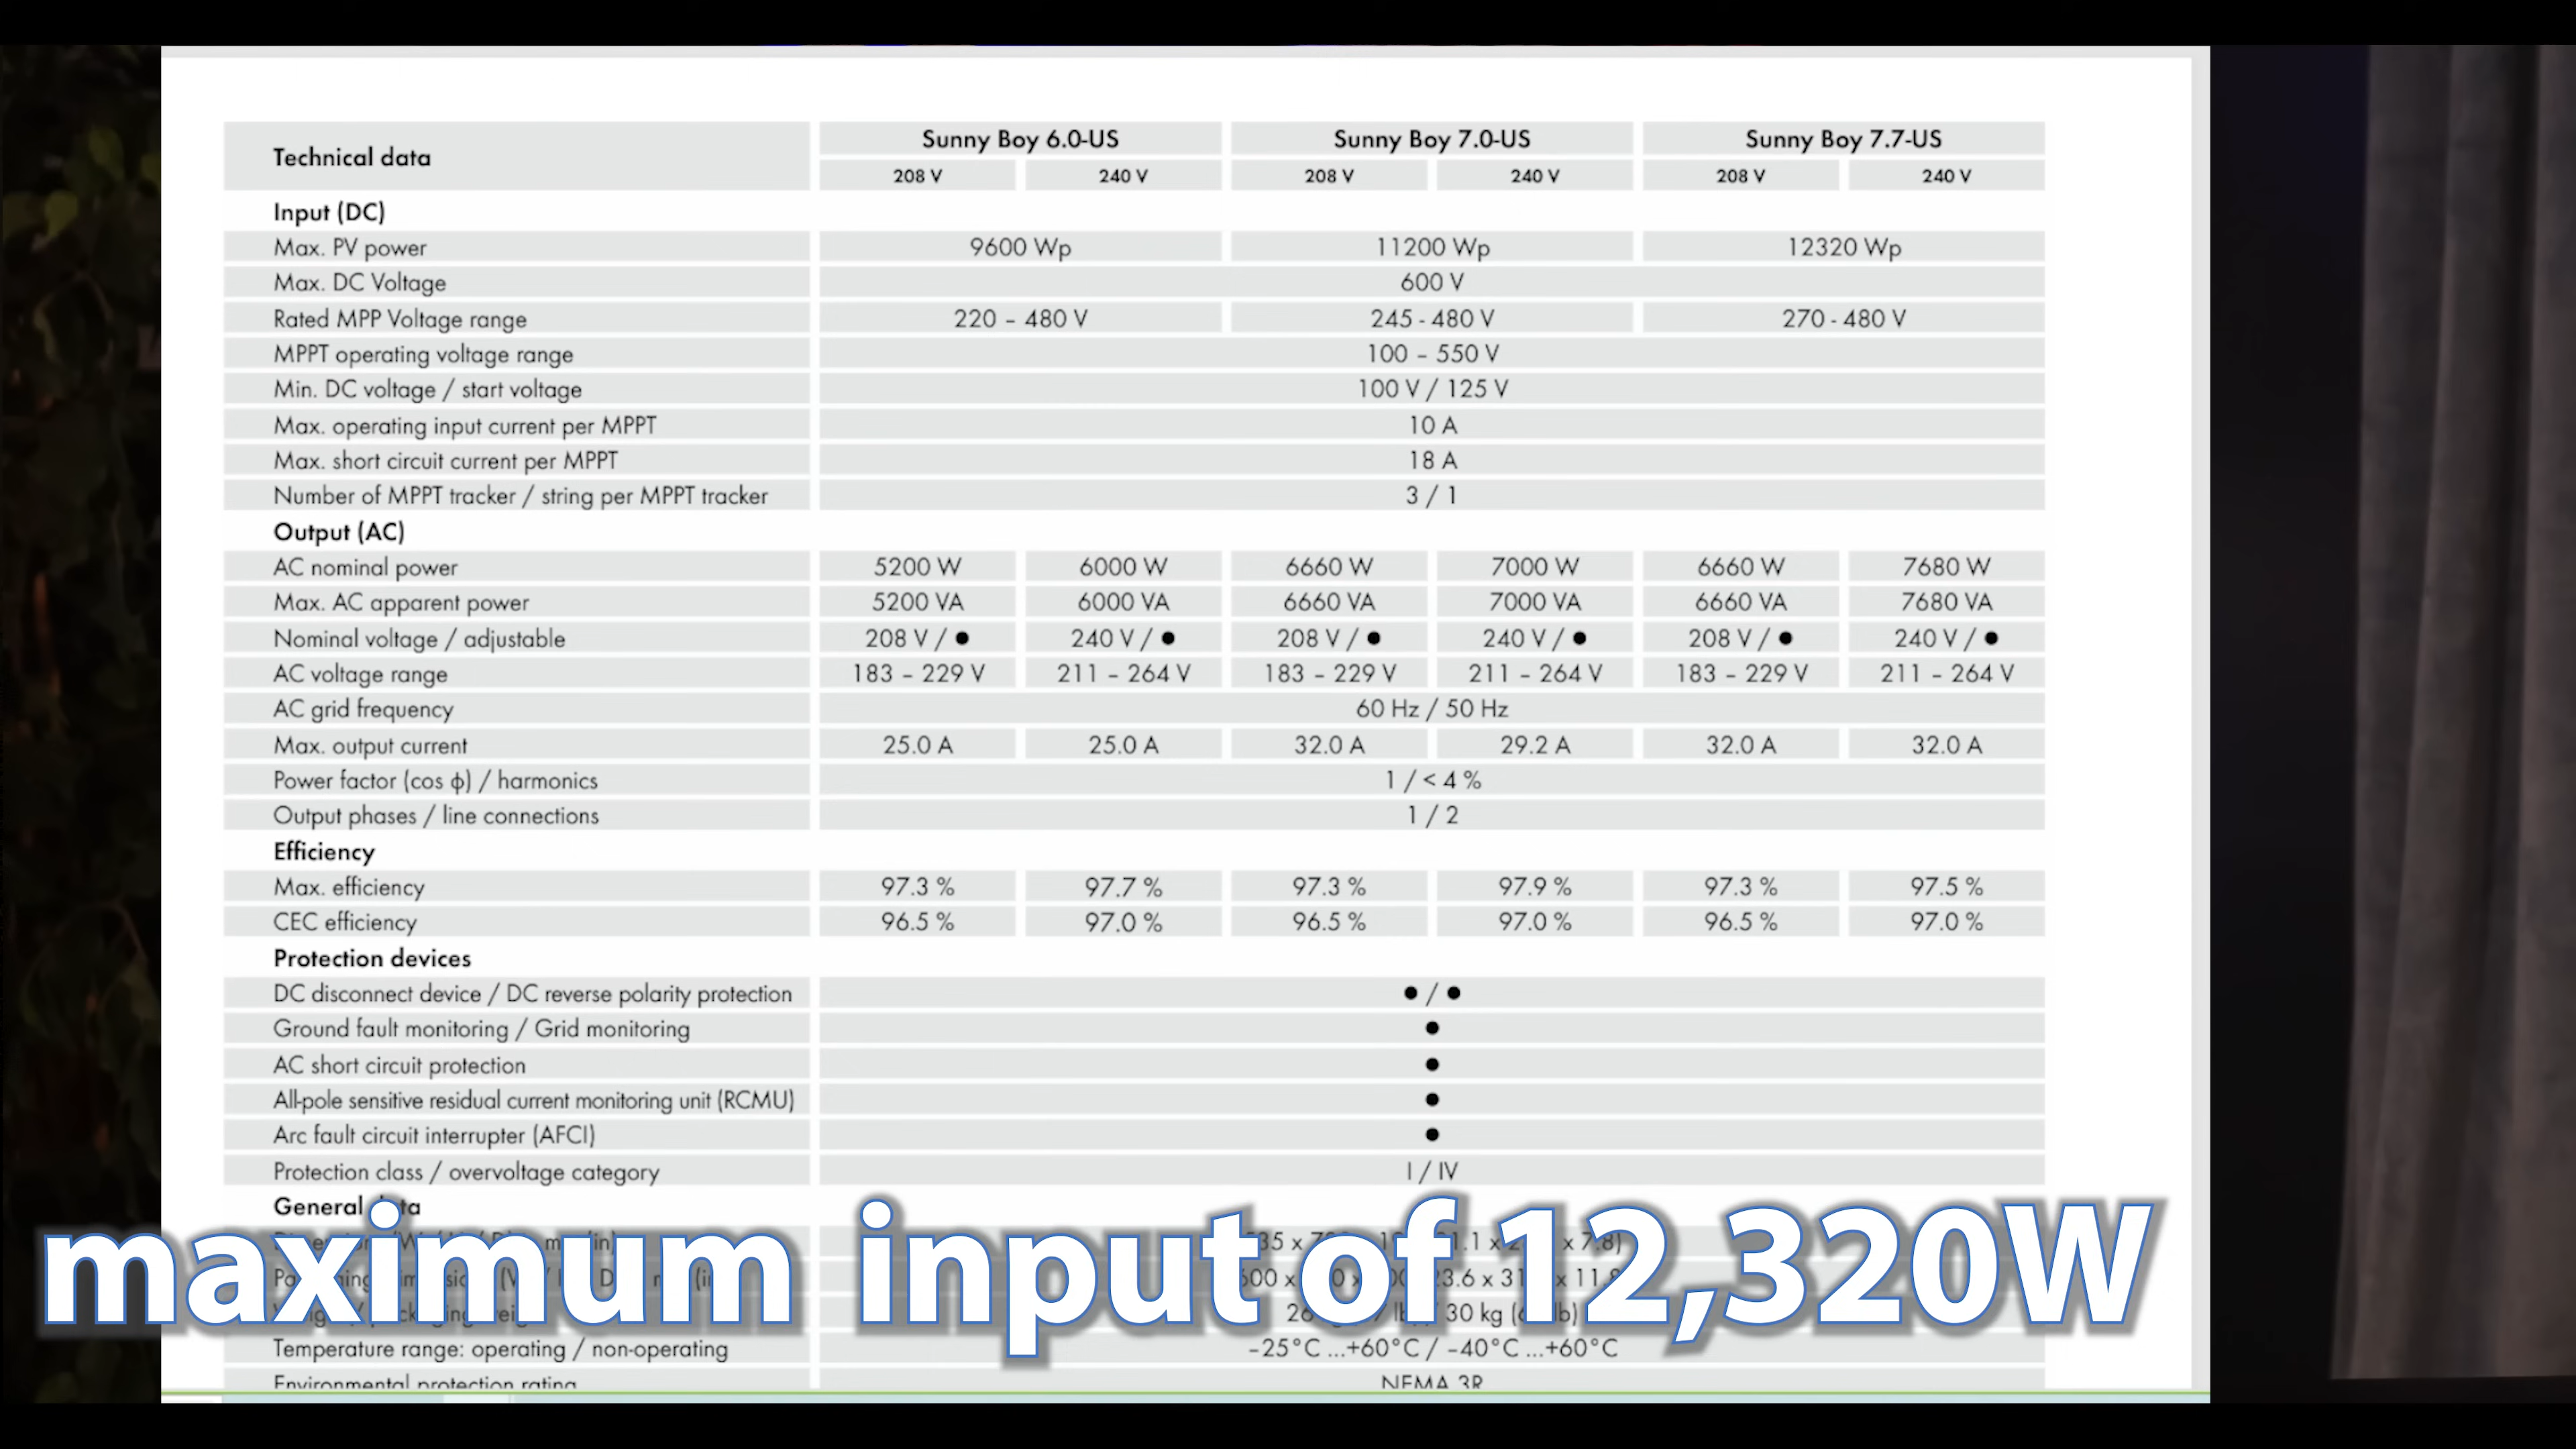 Technical data Sunny Boy 6.0-US Sunny Boy 7.0-US Sunny Boy 7.7-US
208 V 240 V 208 V 240 V 208 V 240 V
Input (DC)
Max. PV power 9600 Wp 11200 Wp 12320 Wp
Max. DC Voltage 600 V
Rated MPP Voltage range 220 – 480 V 245 - 480 V 270 - 480 V
MPPT operating voltage range 100 – 550 V
Min. DC voltage / start voltage 100 V / 125 V
Max. operating input current per MPPT 10 A
Max. short circuit current per MPPT 18 A
Number of MPPT tracker / string per MPPT tracker 3 / 1
Output (AC)
AC nominal power 5200 W 6000 W 6660 W 7000 W 6660 W 7680 W
Max. AC apparent power 5200 VA 6000 VA 6660 VA 7000 VA 6660 VA 7680 VA
Nominal voltage / adjustable 208 V / ● 240 V / ● 208 V / ● 240 V / ● 208 V / ● 240 V / ●
AC voltage range 183 – 229 V 211 – 264 V 183 – 229 V 211 – 264 V 183 – 229 V 211 – 264 V
AC grid frequency 60 Hz / 50 Hz
Max. output current 25.0 A 25.0 A 32.0 A 29.2 A 32.0 A 32.0 A
Power factor (cos ϕ) / harmonics 1 / < 4 %
Output phases / line connections 1 / 2
Efficiency
Max. efficiency 97.3 % 97.7 % 97.3 % 97.9 % 97.3 % 97.5 %
CEC efficiency 96.5 % 97.0 % 96.5 % 97.0 % 96.5 % 97.0 %
Protection devices
DC disconnect device / DC reverse polarity protection ● / ●
Ground fault monitoring / Grid monitoring ●
AC short circuit protection ●
All-pole sensitive residual current monitoring unit (RCMU) ●
Arc fault circuit interrupter (AFCI) ●
Protection class / overvoltage category I / IV
General data
maximum input of 12,320W
Temperature range: operating / non-operating –25°C ...+60°C / –40°C ...+60°C
Environmental protection rating NEMA 3R